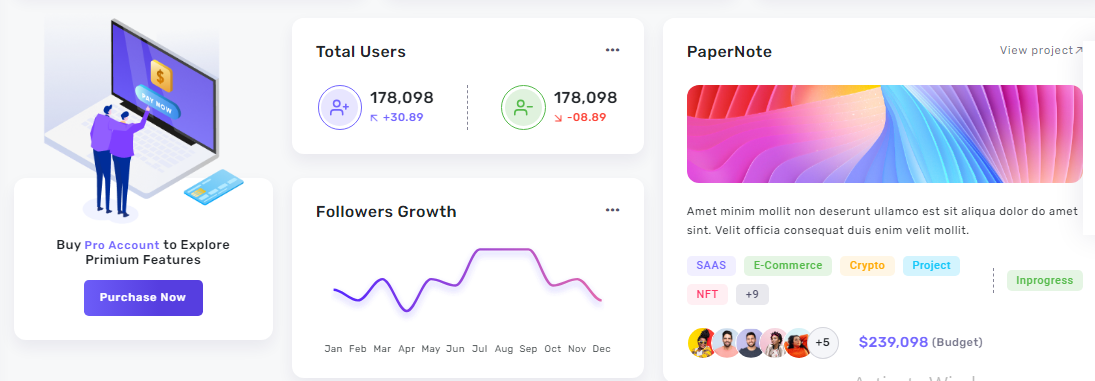 $
PAY NOW
Buy Pro Account to Explore
Primium Features
Purchase Now
Total Users
178,098
+30.89
178,098
-08.89
Followers Growth
Jan Feb Mar Apr May Jun Jul Aug Sep Oct Nov Dec
PaperNote
View project
Amet minim mollit non deserunt ullamco est sit aliqua dolor do amet
sint. Velit officia consequat duis enim velit mollit.
SAAS E-Commerce Crypto Project
NFT +9
Inprogress
+5
$239,098 (Budget)